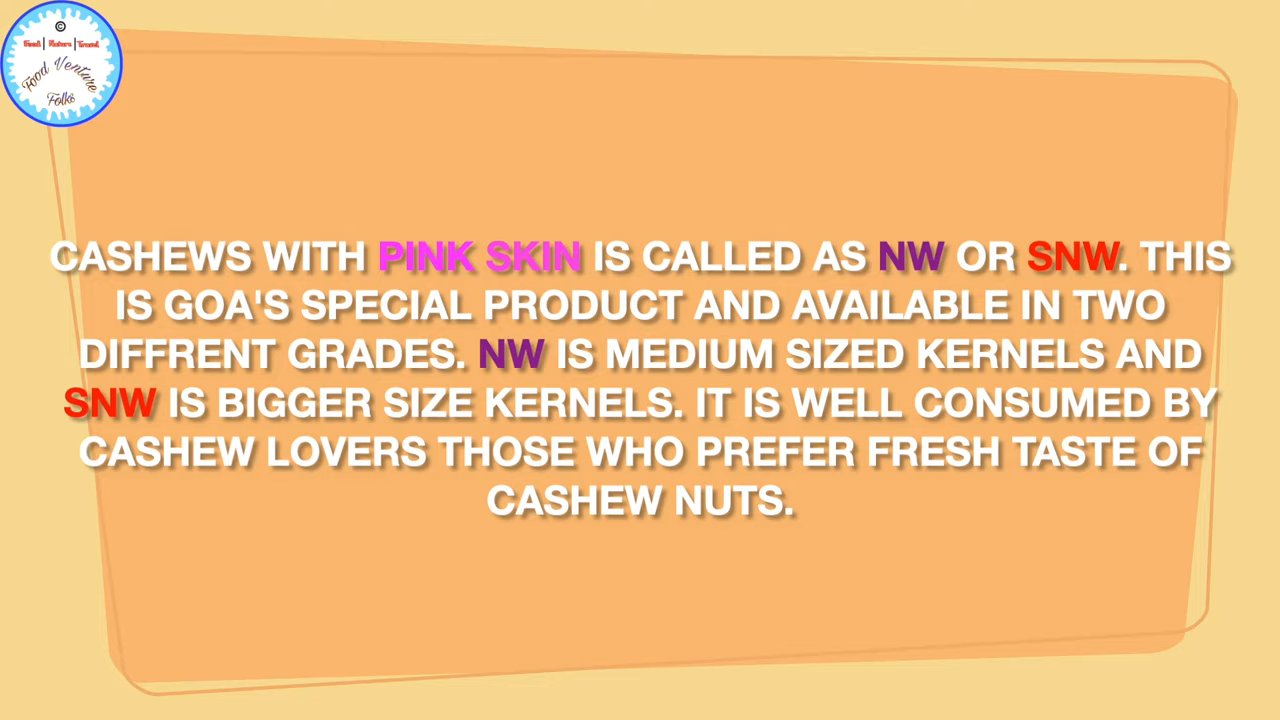 ©
Food | Nature | Travel
Food Venture
Folks
CASHEWS WITH PINK SKIN IS CALLED AS NW OR SNW. THIS
IS GOA'S SPECIAL PRODUCT AND AVAILABLE IN TWO
DIFFRENT GRADES. NW IS MEDIUM SIZED KERNELS AND
SNW IS BIGGER SIZE KERNELS. IT IS WELL CONSUMED BY
CASHEW LOVERS THOSE WHO PREFER FRESH TASTE OF
CASHEW NUTS.